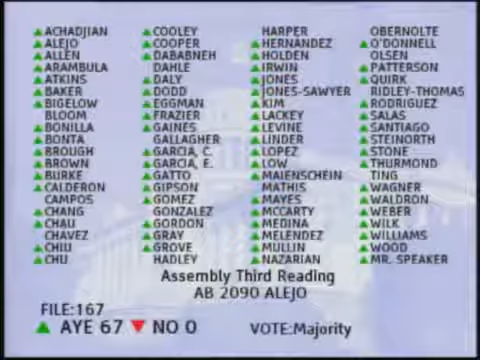 ACHADJIAN COOLEY HARPER OBERNOLTE
ALEJO COOPER HERNANDEZ O'DONNELL
ALLEN DABABNEH HOLDEN OLSEN
ARAMBULA DAHLE IRWIN PATTERSON
ATKINS DALY JONES QUIRK
BAKER DODD JONES-SAWYER RIDLEY-THOMAS
BIGELOW EGGMAN KIM RODRIGUEZ
BLOOM FRAZIER LACKEY SALAS
BONILLA GAINES LEVINE SANTIAGO
BONTA GALLAGHER LINDER STEINORTH
BROUGH GARCIA, C. LOPEZ STONE
BROWN GARCIA, E. LOW THURMOND
BURKE GATTO MAIENSCHEIN TING
CALDERON GIPSON MATHIS WAGNER
CAMPOS GOMEZ MAYES WALDRON
CHANG GONZALEZ MCCARTY WEBER
CHAU GORDON MEDINA WILK
CHAVEZ GRAY MELENDEZ WILLIAMS
CHIU GROVE MULLIN WOOD
CHU HADLEY NAZARIAN MR. SPEAKER
Assembly Third Reading
AB 2090 ALEJO
FILE:167
AYE 67 NO 0 VOTE:Majority